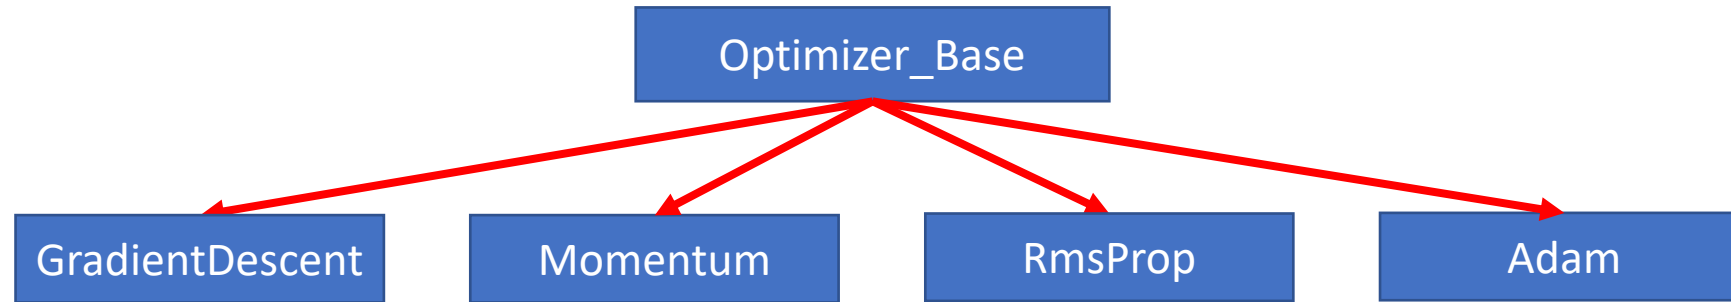 Optimizer_Base
GradientDescent
Momentum
RmsProp
Adam